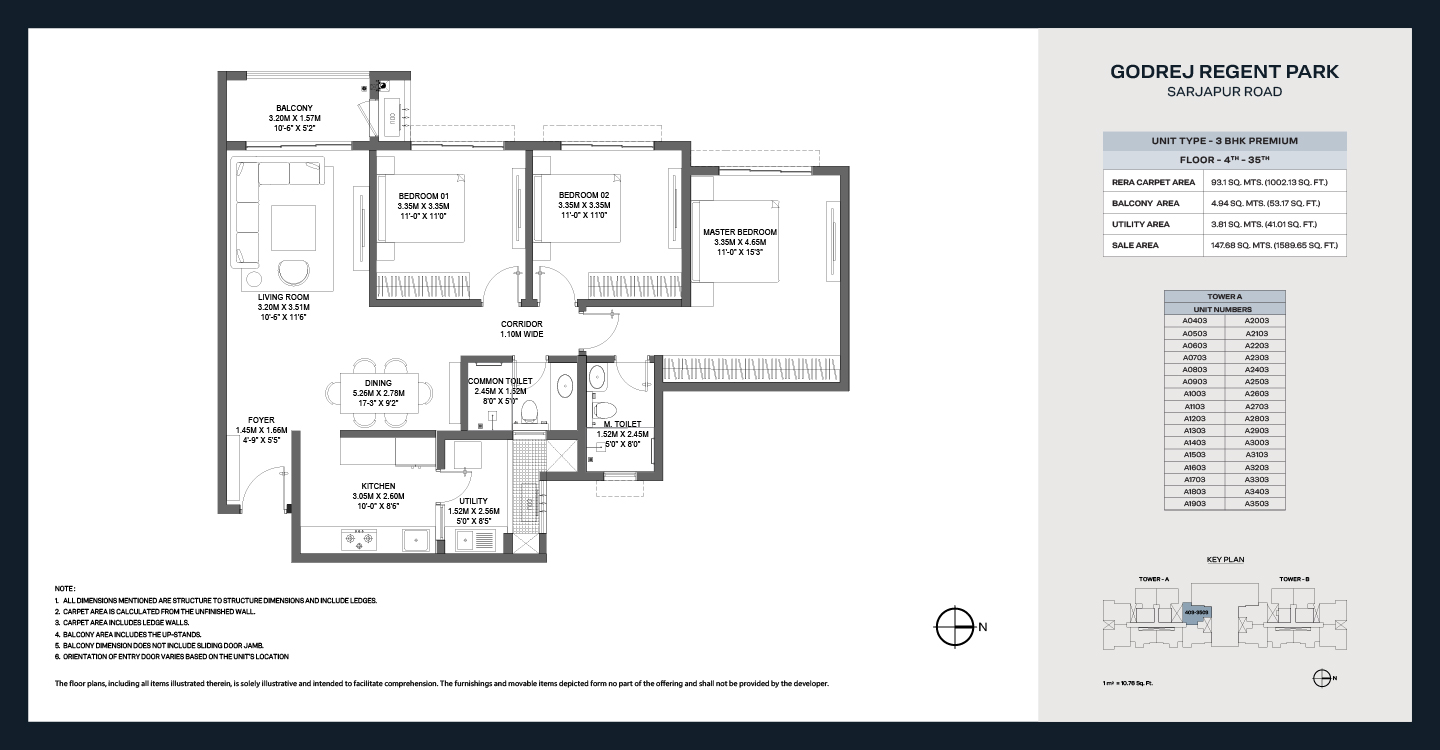 BALCONY
3.20M X 1.57M
10'-6" X 5'2"
BEDROOM 01
3.35M X 3.35M
11'-0" X 11'0"
BEDROOM 02
3.35M X 3.35M
11'-0" X 11'0"
MASTER BEDROOM
3.35M X 4.65M
11'-0" X 15'3"
LIVING ROOM
3.20M X 3.51M
10'-6" X 11'6"
CORRIDOR
1.10M WIDE
DINING
5.26M X 2.78M
17-3" X 9'2"
COMMON TOILET
2.45M X 1.52M
8'0" X 5'0"
FOYER
1.45M X 1.66M
4'-9" X 5'5"
M. TOILET
1.52M X 2.45M
5'0" X 8'0"
KITCHEN
3.05M X 2.60M
10'-0" X 8'6"
UTILITY
1.52M X 2.56M
5'0" X 8'5"
NOTE:
1. ALL DIMENSIONS MENTIONED ARE STRUCTURE TO STRUCTURE DIMENSIONS AND INCLUDE LEDGES.
2. CARPET AREA IS CALCULATED FROM THE UNFINISHED WALL.
3. CARPET AREA INCLUDES LEDGE WALLS.
4. BALCONY AREA INCLUDES THE UP-STANDS.
5. BALCONY DIMENSION DOES NOT INCLUDE SLIDING DOOR JAMB.
6. ORIENTATION OF ENTRY DOOR VARIES BASED ON THE UNIT'S LOCATION
N
The floor plans, including all items illustrated therein, is solely illustrative and intended to facilitate comprehension. The furnishings and movable items depicted form no part of the offering and shall not be provided by the developer.
GODREJ REGENT PARK
SARJAPUR ROAD
UNIT TYPE - 3 BHK PREMIUM
FLOOR - 4TH - 35TH
RERA CARPET AREA 93.1 SQ. MTS. (1002.13 SQ. FT.)
BALCONY AREA 4.94 SQ. MTS. (53.17 SQ. FT.)
UTILITY AREA 3.81 SQ. MTS. (41.01 SQ. FT.)
SALE AREA 147.68 SQ. MTS. (1589.65 SQ. FT.)
TOWER A
UNIT NUMBERS
A0403 A2003
A0503 A2103
A0603 A2203
A0703 A2303
A0803 A2403
A0903 A2503
A1003 A2603
A1103 A2703
A1203 A2803
A1303 A2903
A1403 A3003
A1503 A3103
A1603 A3203
A1703 A3303
A1803 A3403
A1903 A3503
KEY PLAN
TOWER - A TOWER - B
403-3503
1 m² = 10.76 Sq. Ft.
N